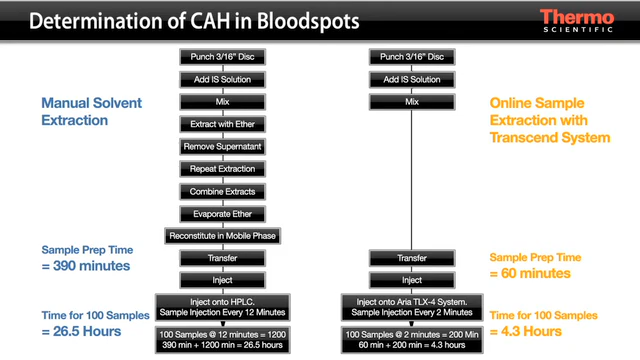 Determination of CAH in Bloodspots
Thermo
SCIENTIFIC
Manual Solvent
Extraction
Punch 3/16" Disc
Add IS Solution
Mix
Extract with Ether
Remove Supernatant
Repeat Extraction
Combine Extracts
Evaporate Ether
Reconstitute in Mobile Phase
Transfer
Inject
Inject onto HPLC.
Sample Injection Every 12 Minutes
100 Samples @ 12 minutes = 1200
390 min + 1200 min = 26.5 hours
Sample Prep Time
= 390 minutes
Time for 100 Samples
= 26.5 Hours
Punch 3/16" Disc
Add IS Solution
Mix
Transfer
Inject
Inject onto Aria TLX-4 System.
Sample Injection Every 2 Minutes
100 Samples @ 2 minutes = 200 Min
60 min + 200 min = 4.3 hours
Online Sample
Extraction with
Transcend System
Sample Prep Time
= 60 minutes
Time for 100 Samples
= 4.3 Hours